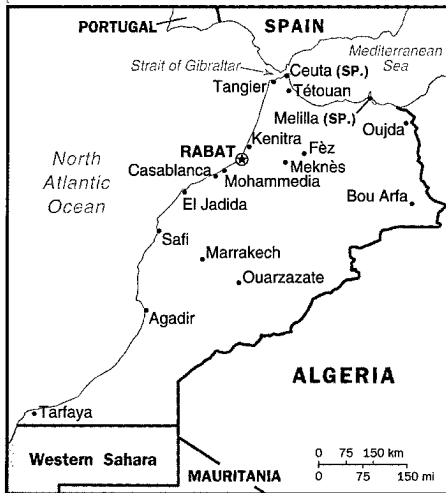 PORTUGAL
SPAIN
Mediterranean
Sea
Strait of Gibraltar
Ceuta (SP.)
Tangier
Tétouan
Melilla (SP.)
Oujda
Kenitra
RABAT
Fèz
Meknès
North
Atlantic
Ocean
Casablanca
Mohammedia
El Jadida
Bou Arfa
Safi
Marrakech
Ouarzazate
Agadir
ALGERIA
Tarfaya
Western Sahara
MAURITANIA
0 75 150 km
0 75 150 mi